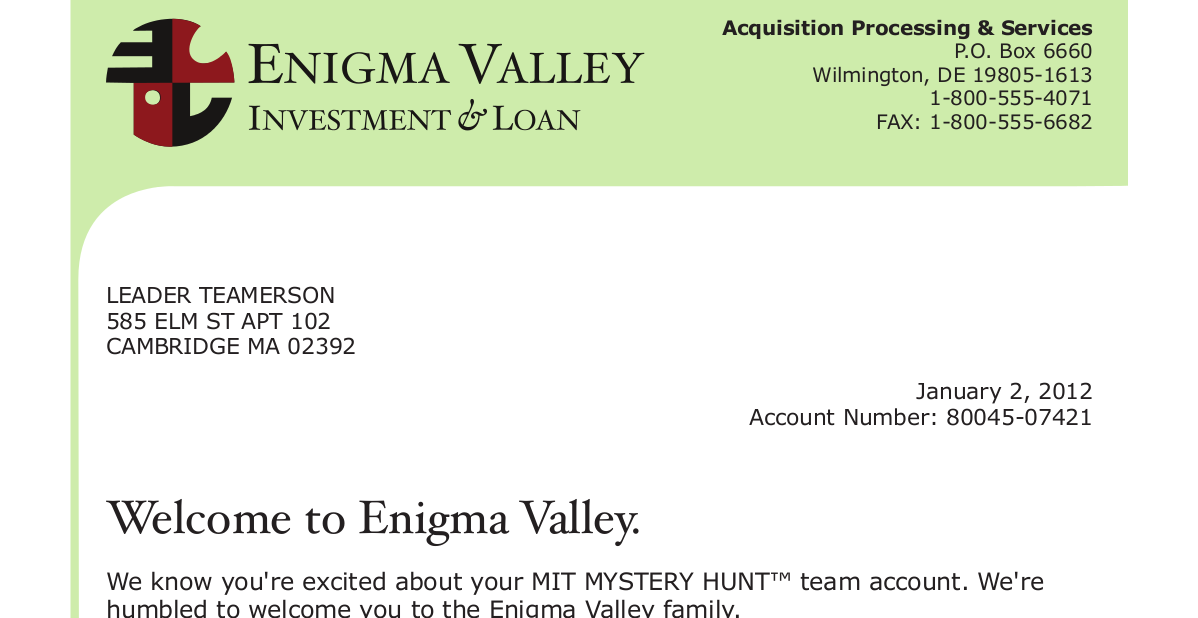 ENIGMA VALLEY
INVESTMENT & LOAN
Acquisition Processing & Services
P.O. Box 6660
Wilmington, DE 19805-1613
1-800-555-4071
FAX: 1-800-555-6682
LEADER TEAMERSON
585 ELM ST APT 102
CAMBRIDGE MA 02392
January 2, 2012
Account Number: 80045-07421
Welcome to Enigma Valley.
We know you're excited about your MIT MYSTERY HUNT™ team account. We're
humbled to welcome you to the Enigma Valley family.